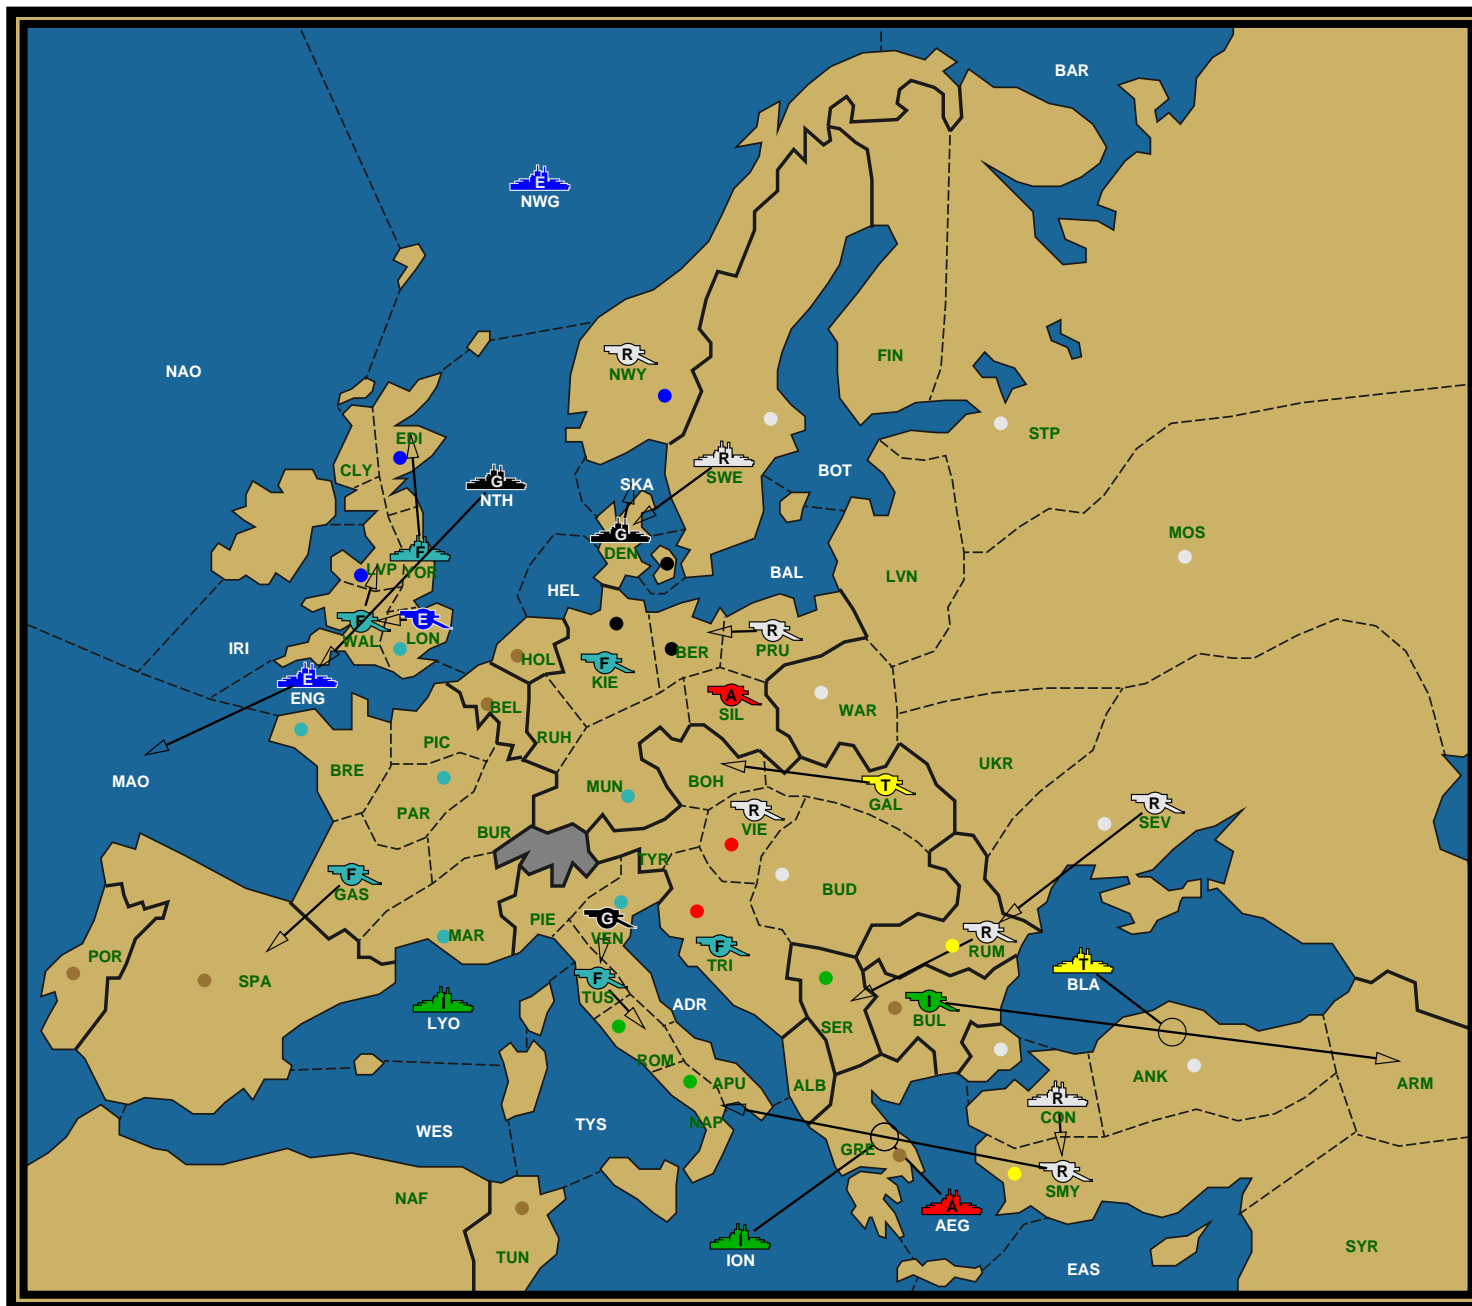 BAR
E
NWG
R
NWY
FIN
NAO
EDI
STP
CLY
R
SWE
BOT
SKA
G
NTH
G
DEN
MOS
F
YOR
LVP
BAL
LVN
HEL
F
WAL
E
LON
R
PRU
IRI
HOL
BER
F
KIE
E
ENG
A
SIL
BEL
WAR
RUH
PIC
UKR
BRE
MAO
MUN
BOH
T
GAL
PAR
R
VIE
R
SEV
BUR
TYR
F
GAS
BUD
PIE
G
VEN
MAR
R
RUM
F
TRI
POR
SPA
F
TUS
T
BLA
I
LYO
ADR
I
BUL
SER
ROM
APU
ALB
ANK
ARM
R
CON
NAP
WES
TYS
GRE
R
SMY
NAF
A
AEG
I
ION
TUN
EAS
SYR